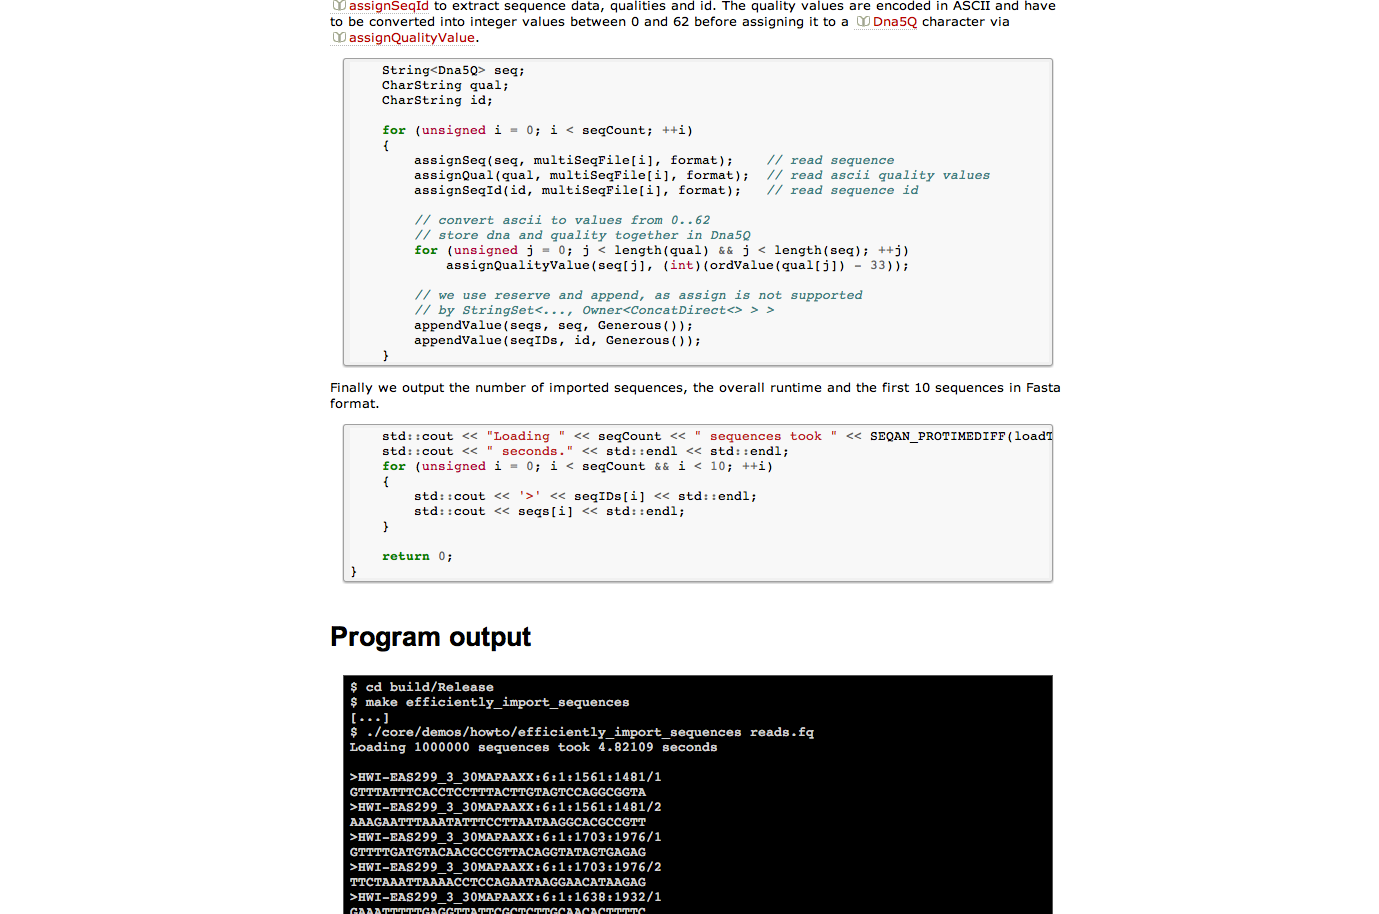 assignSeqId to extract sequence data, qualities and id. The quality values are encoded in ASCII and have
to be converted into integer values between 0 and 62 before assigning it to a Dna5Q character via
assignQualityValue.
String<Dna5Q> seq;
CharString qual;
CharString id;
for (unsigned i = 0; i < seqCount; ++i)
{
assignSeq(seq, multiSeqFile[i], format);    // read sequence
assignQual(qual, multiSeqFile[i], format);  // read ascii quality values
assignSeqId(id, multiSeqFile[i], format);   // read sequence id
// convert ascii to values from 0..62
// store dna and quality together in Dna5Q
for (unsigned j = 0; j < length(qual) && j < length(seq); ++j)
assignQualityValue(seq[j], (int)(ordValue(qual[j]) - 33));
// we use reserve and append, as assign is not supported
// by StringSet<..., Owner<ConcatDirect<> > >
appendValue(seqs, seq, Generous());
appendValue(seqIDs, id, Generous());
}
Finally we output the number of imported sequences, the overall runtime and the first 10 sequences in Fasta
format.
std::cout << "Loading " << seqCount << " sequences took " << SEQAN_PROTIMEDIFF(loadT
std::cout << " seconds." << std::endl << std::endl;
for (unsigned i = 0; i < seqCount && i < 10; ++i)
{
std::cout << '>' << seqIDs[i] << std::endl;
std::cout << seqs[i] << std::endl;
}
return 0;
}
Program output
$ cd build/Release
$ make efficiently_import_sequences
[...]
$ ./core/demos/howto/efficiently_import_sequences reads.fq
Loading 1000000 sequences took 4.82109 seconds
>HWI-EAS299_3_30MAPAAXX:6:1:1561:1481/1
GTTTATTTCACCTCCTTTACTTGTAGTCCAGGCGGTA
>HWI-EAS299_3_30MAPAAXX:6:1:1561:1481/2
AAAGAATTTAAATATTTCCTTAATAAGGCACGCCGTT
>HWI-EAS299_3_30MAPAAXX:6:1:1703:1976/1
GTTTTGATGTACAACGCCGTTACAGGTATAGTGAGAG
>HWI-EAS299_3_30MAPAAXX:6:1:1703:1976/2
TTCTAAATTAAAACCTCCAGAATAAGGAACATAAGAG
>HWI-EAS299_3_30MAPAAXX:6:1:1638:1932/1
GAAATTTTTGAGGTTATTCGCTCTTGCAACACTTTTC